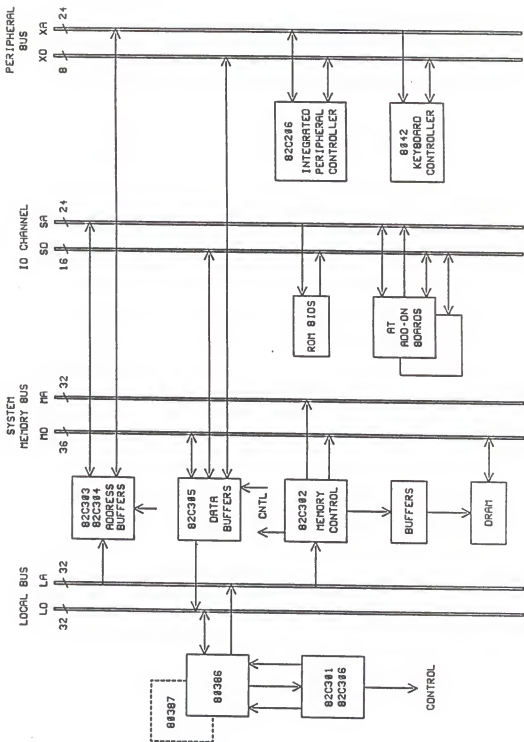 LOCAL BUS
LD LA
32 32
SYSTEM
MEMORY BUS
MD MA
36 32
IO CHANNEL
SD SA
16 24
PERIPHERAL
BUS
XD XA
8 24
80387
80386
82C301
82C306
CONTROL
82C303
82C304
ADDRESS
BUFFERS
82C305
DATA
BUFFERS
CNTL
82C302
MEMORY
CONTROL
BUFFERS
DRAM
ROM BIOS
AT
ADD-ON
BOARDS
82C206
INTEGRATED
PERIPHERAL
CONTROLLER
8042
KEYBOARD
CONTROLLER